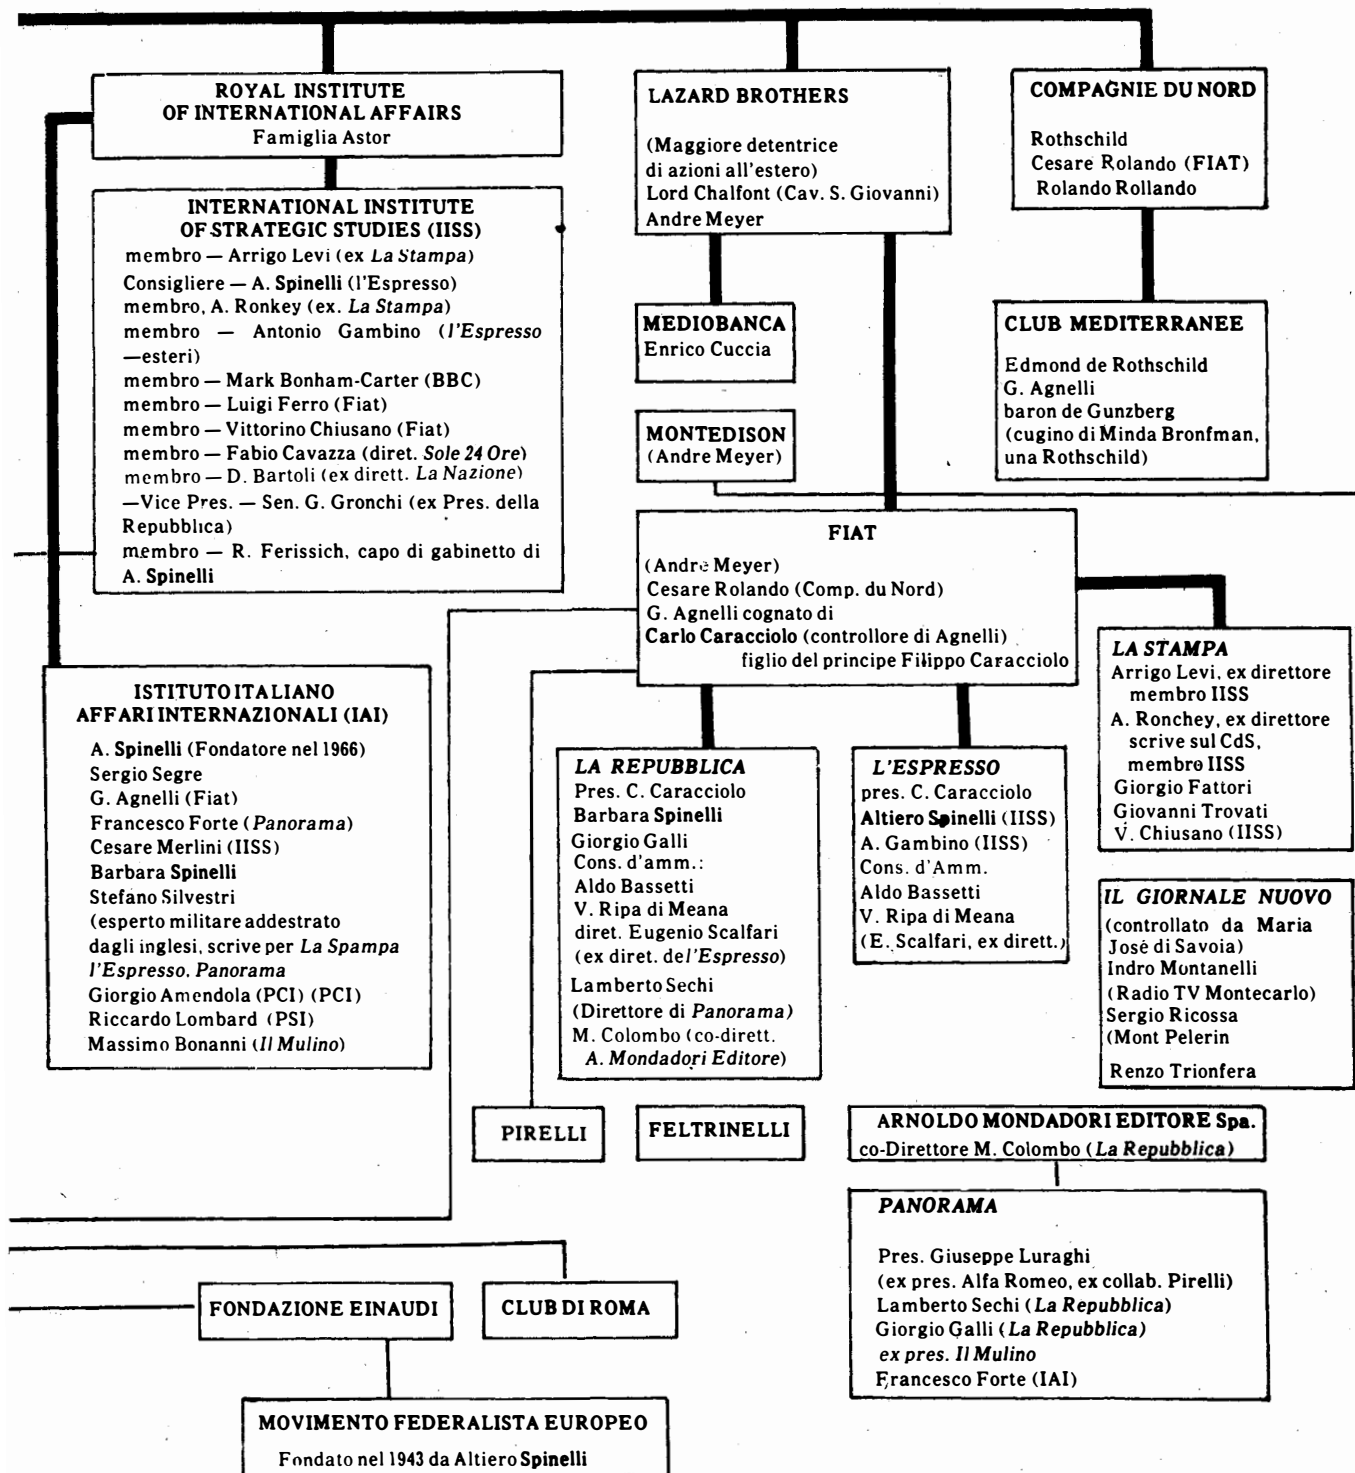 ROYAL INSTITUTE
OF INTERNATIONAL AFFAIRS
Famiglia Astor
LAZARD BROTHERS
(Maggiore detentrice
di azioni all'estero)
Lord Chalfont (Cav. S. Giovanni)
Andre Meyer
COMPAGNIE DU NORD
Rothschild
Cesare Rolando (FIAT)
Rolando Rollando
INTERNATIONAL INSTITUTE
OF STRATEGIC STUDIES (IISS)
membro — Arrigo Levi (ex La Stampa)
Consigliere — A. Spinelli (l'Espresso)
membro, A. Ronkey (ex. La Stampa)
membro — Antonio Gambino (l'Espresso
—esteri)
membro — Mark Bonham-Carter (BBC)
membro — Luigi Ferro (Fiat)
membro — Vittorino Chiusano (Fiat)
membro — Fabio Cavazza (diret. Sole 24 Ore)
membro — D. Bartoli (ex dirett. La Nazione)
—Vice Pres. — Sen. G. Gronchi (ex Pres. della
Repubblica)
membro — R. Ferissich, capo di gabinetto di
A. Spinelli
MEDIOBANCA
Enrico Cuccia
MONTEDISON
(Andre Meyer)
CLUB MEDITERRANEE
Edmond de Rothschild
G. Agnelli
baron de Gunzberg
(cugino di Minda Bronfman,
una Rothschild)
FIAT
(Andre Meyer)
Cesare Rolando (Comp. du Nord)
G. Agnelli cognato di
Carlo Caracciolo (controllore di Agnelli)
figlio del principe Filippo Caracciolo
ISTITUTO ITALIANO
AFFARI INTERNAZIONALI (IAI)
A. Spinelli (Fondatore nel 1966)
Sergio Segre
G. Agnelli (Fiat)
Francesco Forte (Panorama)
Cesare Merlini (IISS)
Barbara Spinelli
Stefano Silvestri
(esperto militare addestrato
dagli inglesi, scrive per La Spampa
l'Espresso, Panorama
Giorgio Amendola (PCI) (PCI)
Riccardo Lombard (PSI)
Massimo Bonanni (Il Mulino)
LA REPUBBLICA
Pres. C. Caracciolo
Barbara Spinelli
Giorgio Galli
Cons. d'amm.:
Aldo Bassetti
V. Ripa di Meana
diret. Eugenio Scalfari
(ex diret. del'Espresso)
Lamberto Sechi
(Direttore di Panorama)
M. Colombo (co-dirett.
A. Mondadori Editore)
L'ESPRESSO
pres. C. Caracciolo
Altiero Spinelli (IISS)
A. Gambino (IISS)
Cons. d'Amm.
Aldo Bassetti
V. Ripa di Meana
(E. Scalfari, ex dirett.)
LA STAMPA
Arrigo Levi, ex direttore
membro IISS
A. Ronchey, ex direttore
scrive sul CdS,
membro IISS
Giorgio Fattori
Giovanni Trovati
V. Chiusano (IISS)
IL GIORNALE NUOVO
(controllato da Maria
José di Savoia)
Indro Montanelli
(Radio TV Montecarlo)
Sergio Ricossa
(Mont Pelerin
Renzo Trionfera
PIRELLI
FELTRINELLI
ARNOLDO MONDADORI EDITORE Spa.
co-Direttore M. Colombo (La Repubblica)
PANORAMA
Pres. Giuseppe Luraghi
(ex pres. Alfa Romeo, ex collab. Pirelli)
Lamberto Sechi (La Repubblica)
Giorgio Galli (La Repubblica)
ex pres. Il Mulino
Francesco Forte (IAI)
FONDAZIONE EINAUDI
CLUB DI ROMA
MOVIMENTO FEDERALISTA EUROPEO
Fondato nel 1943 da Altiero Spinelli